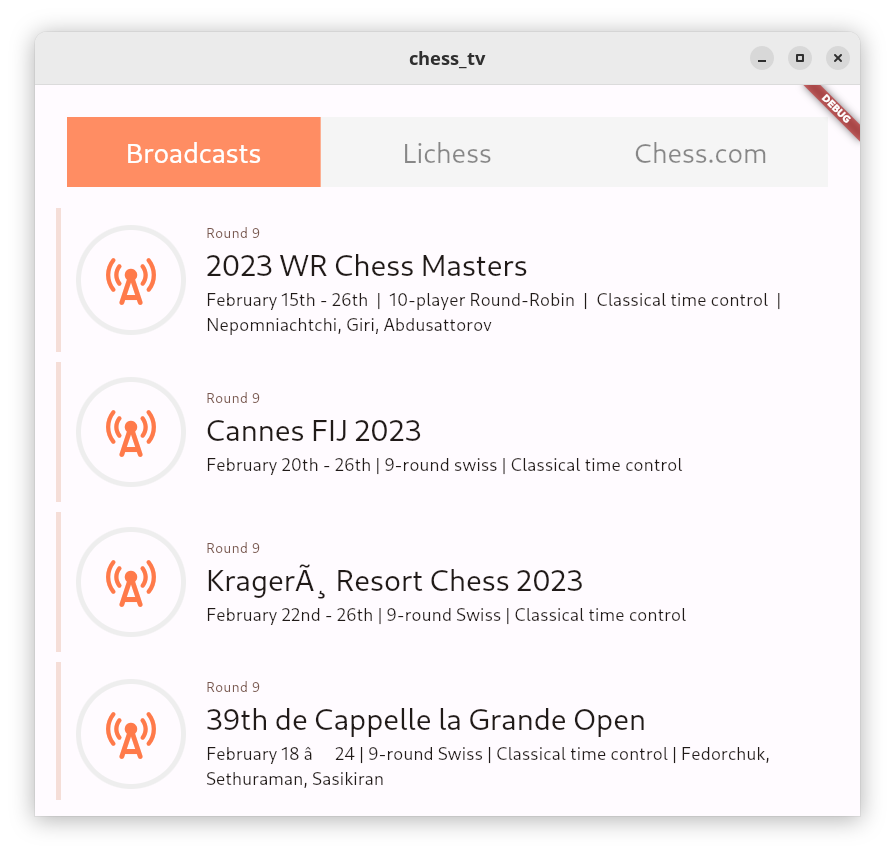 chess_tv
DEBUG
Broadcasts Lichess Chess.com
Round 9
2023 WR Chess Masters
February 15th - 26th | 10-player Round-Robin | Classical time control |
Nepomniachtchi, Giri, Abdusattorov
Round 9
Cannes FIJ 2023
February 20th - 26th | 9-round swiss | Classical time control
Round 9
KragerÃ¸ Resort Chess 2023
February 22nd - 26th | 9-round Swiss | Classical time control
Round 9
39th de Cappelle la Grande Open
February 18 â 24 | 9-round Swiss | Classical time control | Fedorchuk,
Sethuraman, Sasikiran